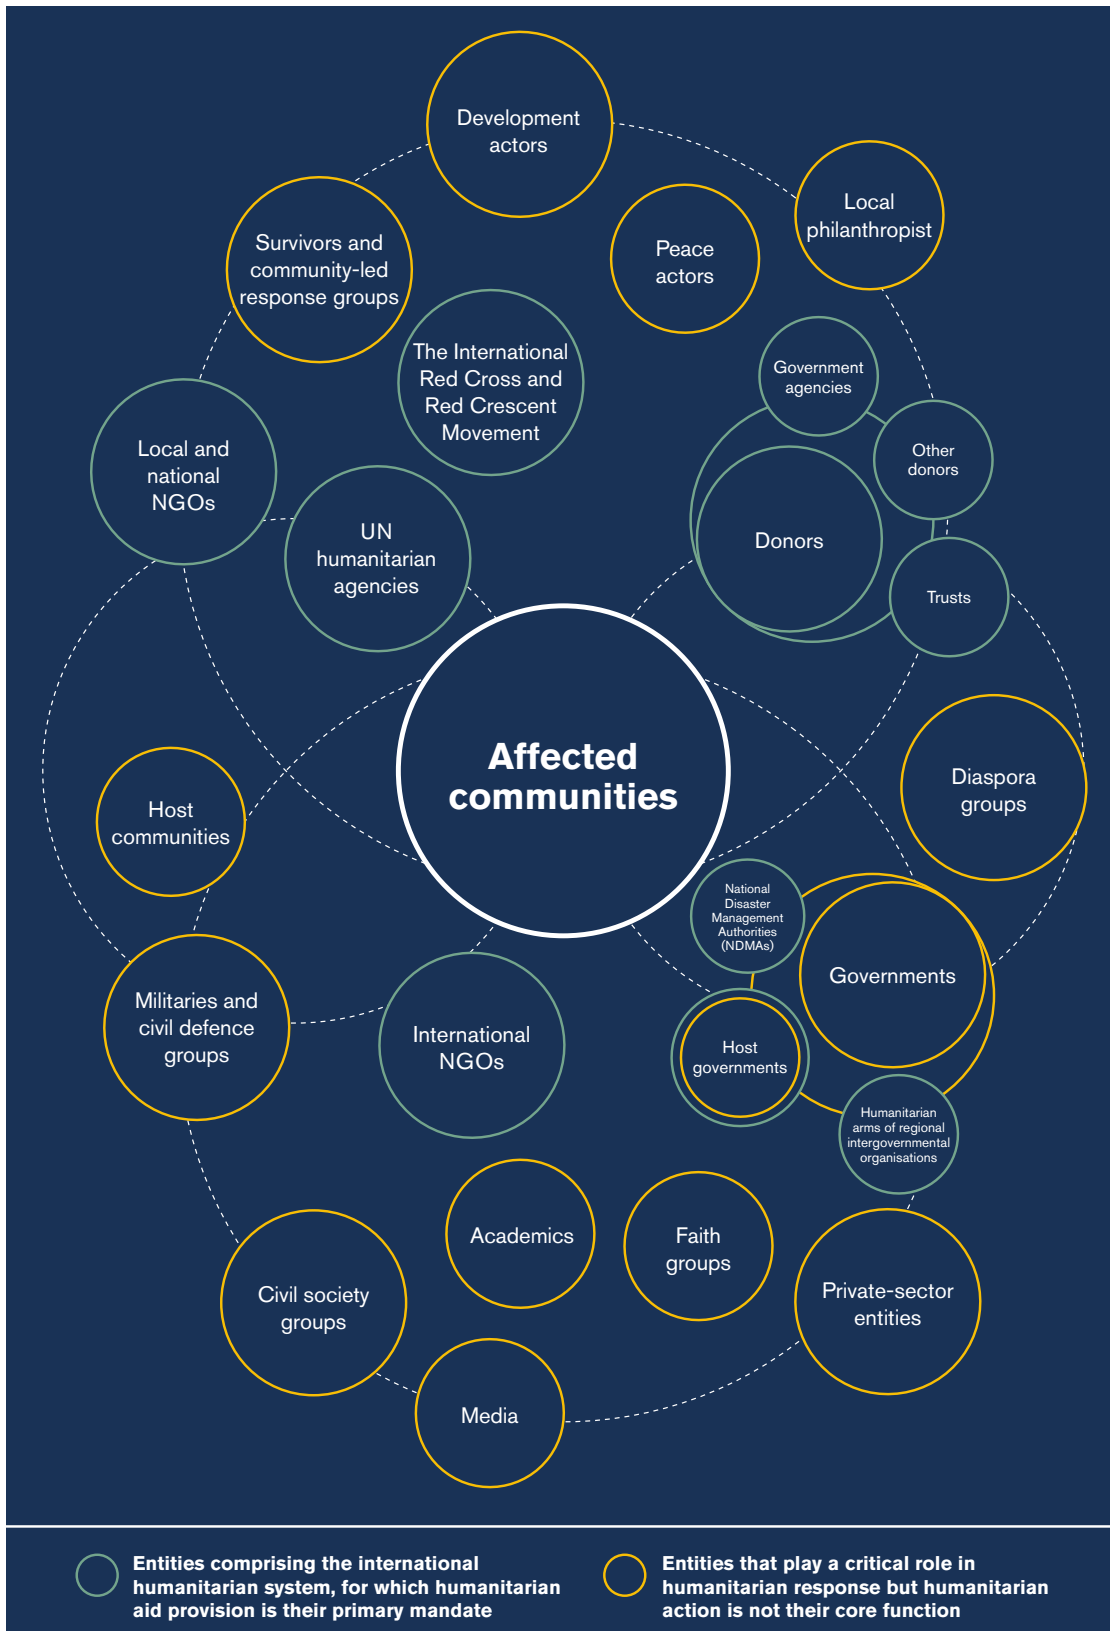 Development
actors
Local
philanthropist
Survivors and
community-led
response groups
Peace
actors
The International
Red Cross and
Red Crescent
Movement
Government
agencies
Other
donors
Local and
national
NGOs
UN
humanitarian
agencies
Donors
Trusts
Affected
communities
Diaspora
groups
Host
communities
National
Disaster
Management
Authorities
(NDMAs)
Governments
Militaries and
civil defence
groups
International
NGOs
Host
governments
Humanitarian
arms of regional
intergovernmental
organisations
Academics
Faith
groups
Civil society
groups
Private-sector
entities
Media
Entities comprising the international
humanitarian system, for which humanitarian
aid provision is their primary mandate
Entities that play a critical role in
humanitarian response but humanitarian
action is not their core function